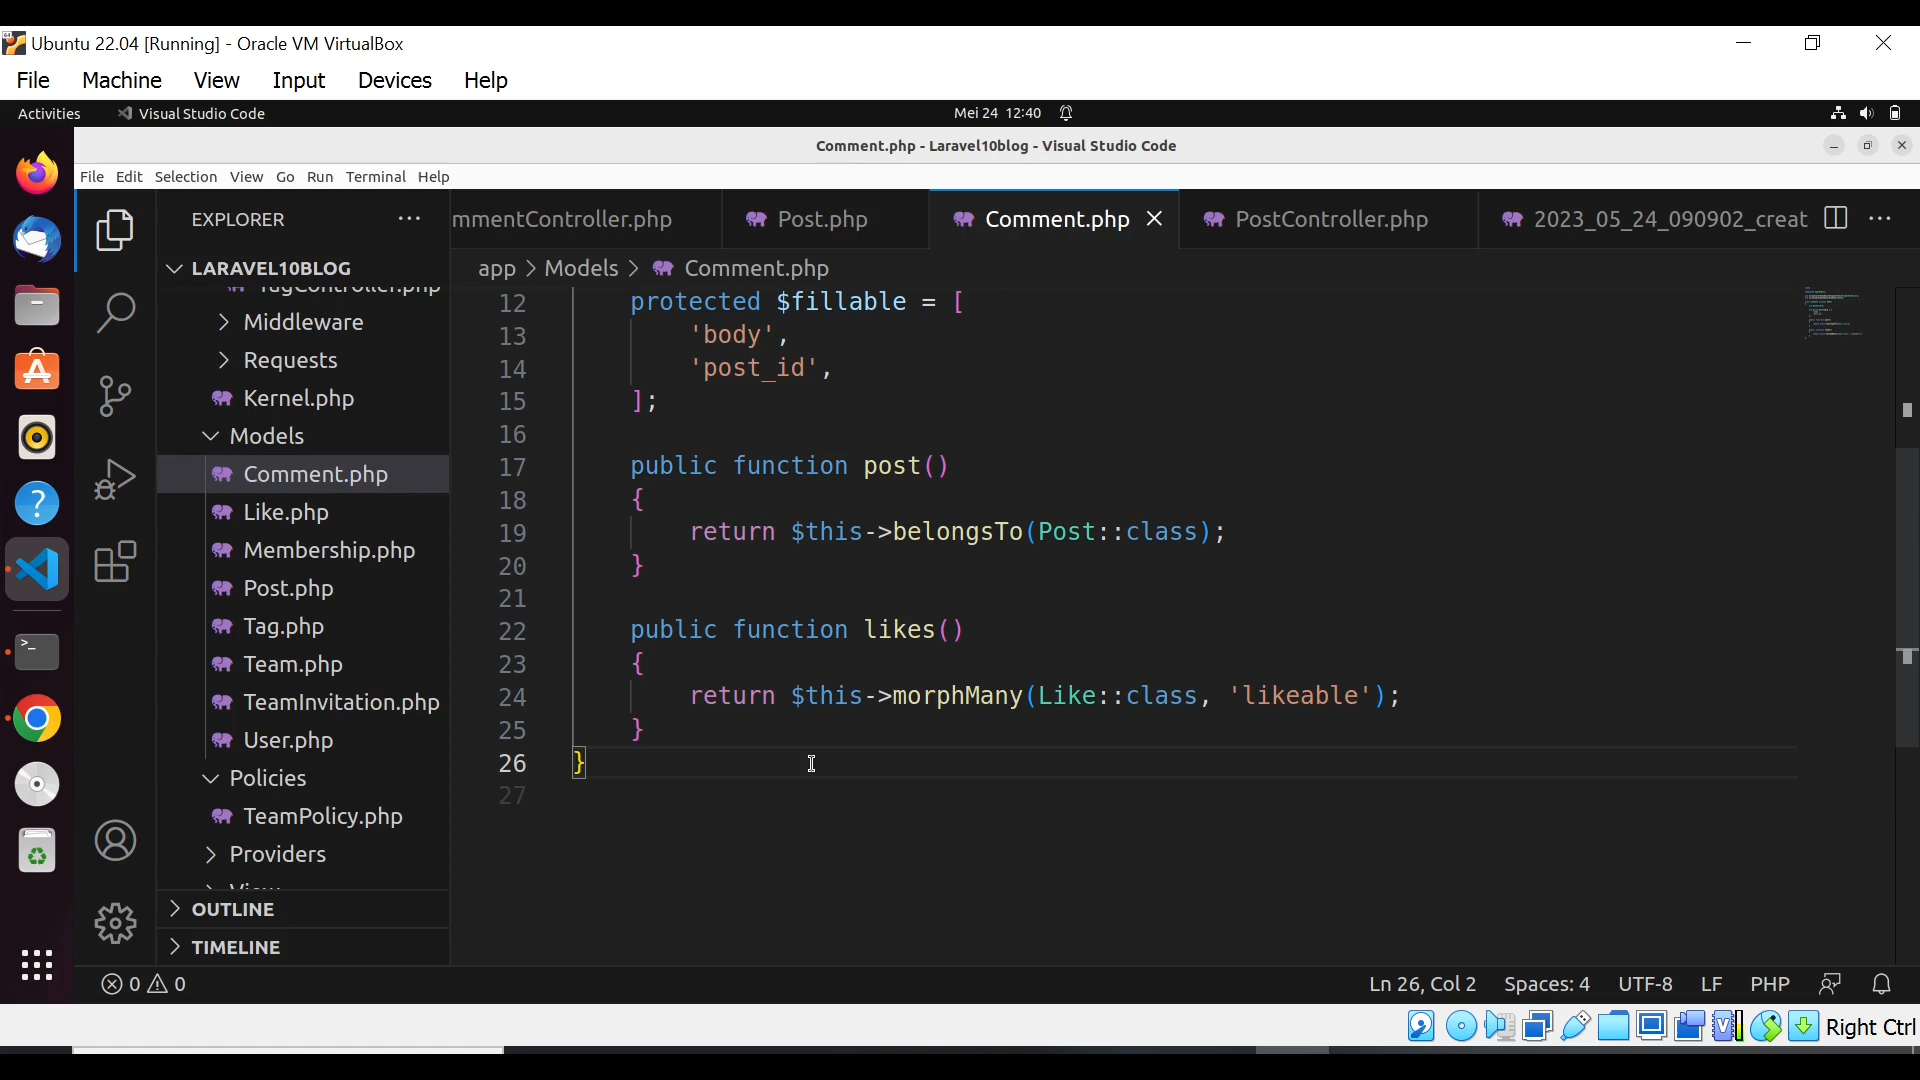 Ubuntu 22.04 [Running] - Oracle VM VirtualBox
File Machine View Input Devices Help
Activities Visual Studio Code Mei 24 12:40
Comment.php - Laravel10blog - Visual Studio Code
File Edit Selection View Go Run Terminal Help
EXPLORER
mmentController.php Post.php Comment.php PostController.php 2023_05_24_090902_creat
LARAVEL10BLOG
app > Models > Comment.php
TagController.php
Middleware
Requests
Kernel.php
Models
Comment.php
Like.php
Membership.php
Post.php
Tag.php
Team.php
TeamInvitation.php
User.php
Policies
TeamPolicy.php
Providers
View
OUTLINE
TIMELINE
12 protected $fillable = [
13 'body',
14 'post_id',
15 ];
16
17 public function post()
18 {
19 return $this->belongsTo(Post::class);
20 }
21
22 public function likes()
23 {
24 return $this->morphMany(Like::class, 'likeable');
25 }
26 }
27
0 0 Ln 26, Col 2 Spaces: 4 UTF-8 LF PHP
Right Ctrl